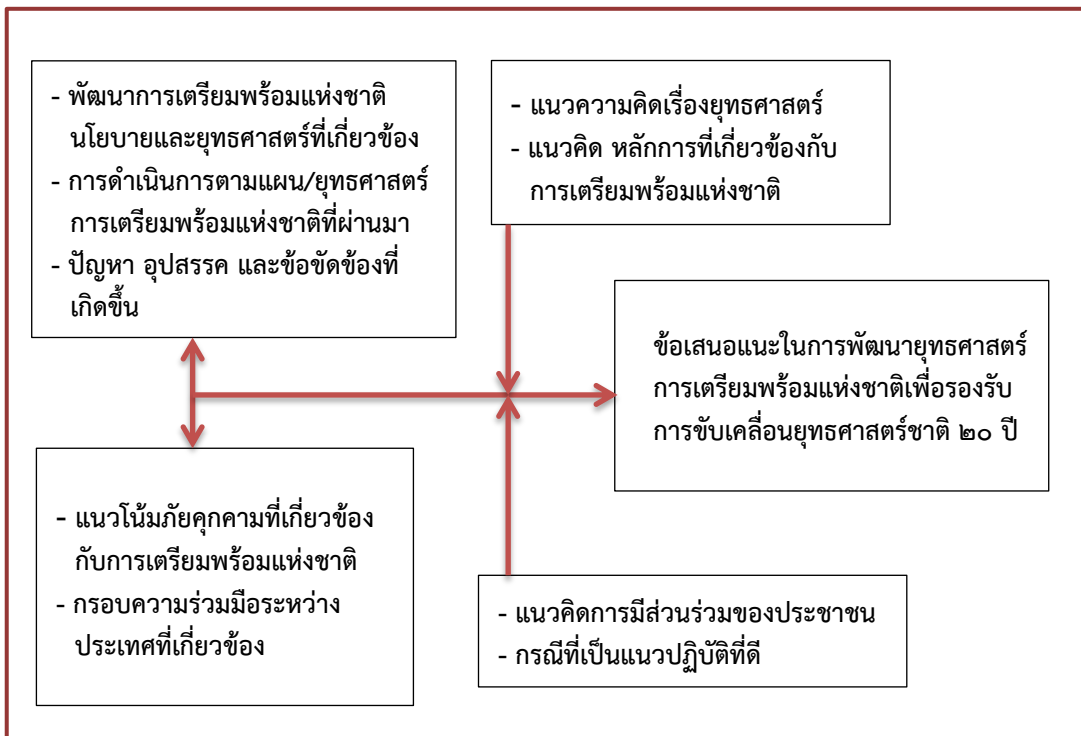 - พัฒนาการเตรียมพร้อมแห่งชาติ
นโยบายและยุทธศาสตร์ที่เกี่ยวข้อง
- การดำเนินการตามแผน/ยุทธศาสตร์
การเตรียมพร้อมแห่งชาติที่ผ่านมา
- ปัญหา อุปสรรค และข้อขัดข้องที่
เกิดขึ้น
- แนวความคิดเรื่องยุทธศาสตร์
- แนวคิด หลักการที่เกี่ยวข้องกับ
การเตรียมพร้อมแห่งชาติ
ข้อเสนอแนะในการพัฒนายุทธศาสตร์
การเตรียมพร้อมแห่งชาติเพื่อรองรับ
การขับเคลื่อนยุทธศาสตร์ชาติ ๒๐ ปี
- แนวโน้มภัยคุกคามที่เกี่ยวข้อง
กับการเตรียมพร้อมแห่งชาติ
- กรอบความร่วมมือระหว่าง
ประเทศที่เกี่ยวข้อง
- แนวคิดการมีส่วนร่วมของประชาชน
- กรณีที่เป็นแนวปฏิบัติที่ดี